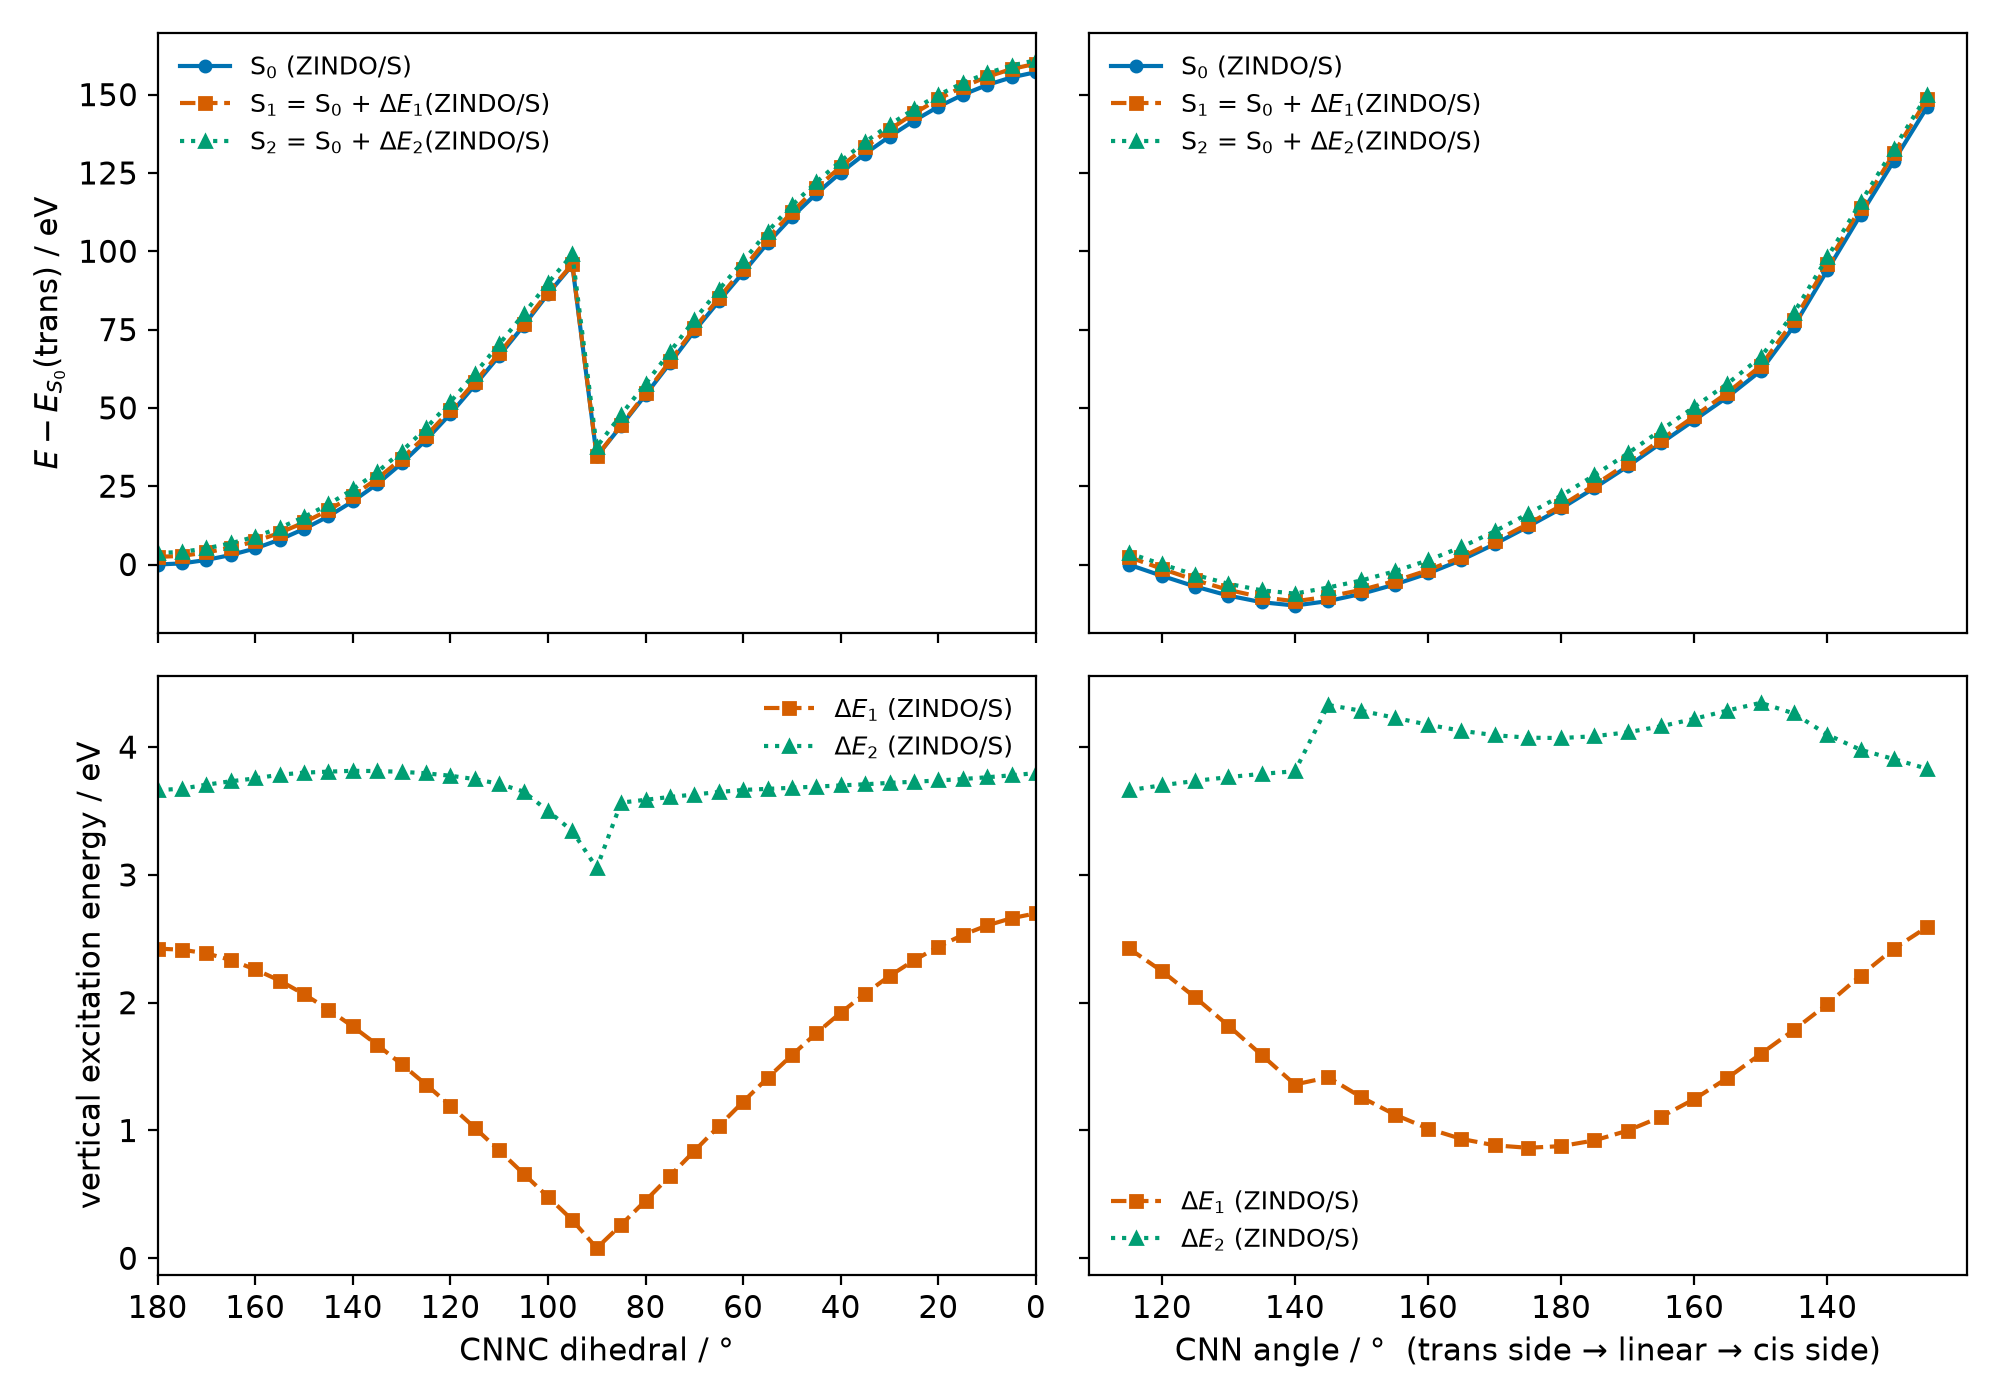 S₀ (ZINDO/S)
S₁ = S₀ + ΔE₁(ZINDO/S)
S₂ = S₀ + ΔE₂(ZINDO/S)
150
125
100
75
50
25
0
E − E_S₀(trans) / eV
S₀ (ZINDO/S)
S₁ = S₀ + ΔE₁(ZINDO/S)
S₂ = S₀ + ΔE₂(ZINDO/S)
ΔE₁ (ZINDO/S)
ΔE₂ (ZINDO/S)
4
3
2
1
0
vertical excitation energy / eV
180 160 140 120 100 80 60 40 20 0
CNNC dihedral / °
ΔE₁ (ZINDO/S)
ΔE₂ (ZINDO/S)
120 140 160 180 160 140
CNN angle / ° (trans side → linear → cis side)